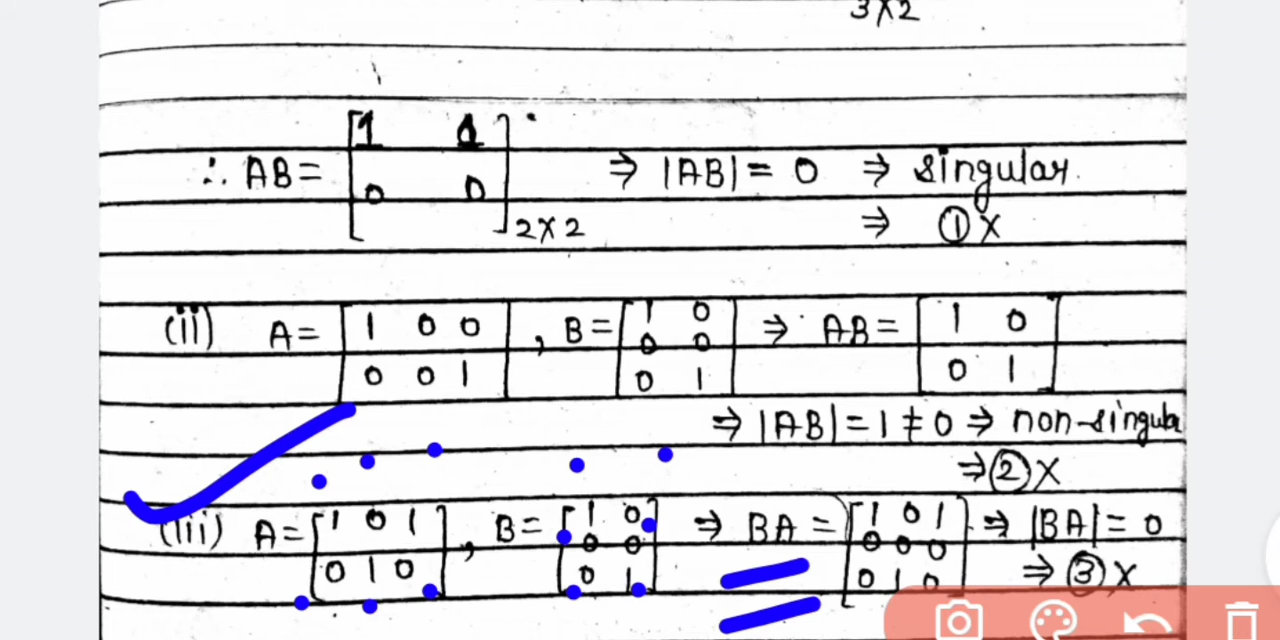 3×2
∴ AB = [1 1
0 0] 2×2 ⇒ |AB| = 0 ⇒ singular.
⇒ ① X
(ii) A = [1 0 0
0 0 1], B = [1 0
0 0
0 1] ⇒ AB = [1 0
0 1]
⇒ |AB| = 1 ≠ 0 ⇒ non-singula
⇒ ② X
(iii) A = [1 0 1
0 1 0], B = [1 0
0 0
0 1] ⇒ BA = [1 0 1
0 0 0
0 1 0] ⇒ |BA| = 0
⇒ ③ X